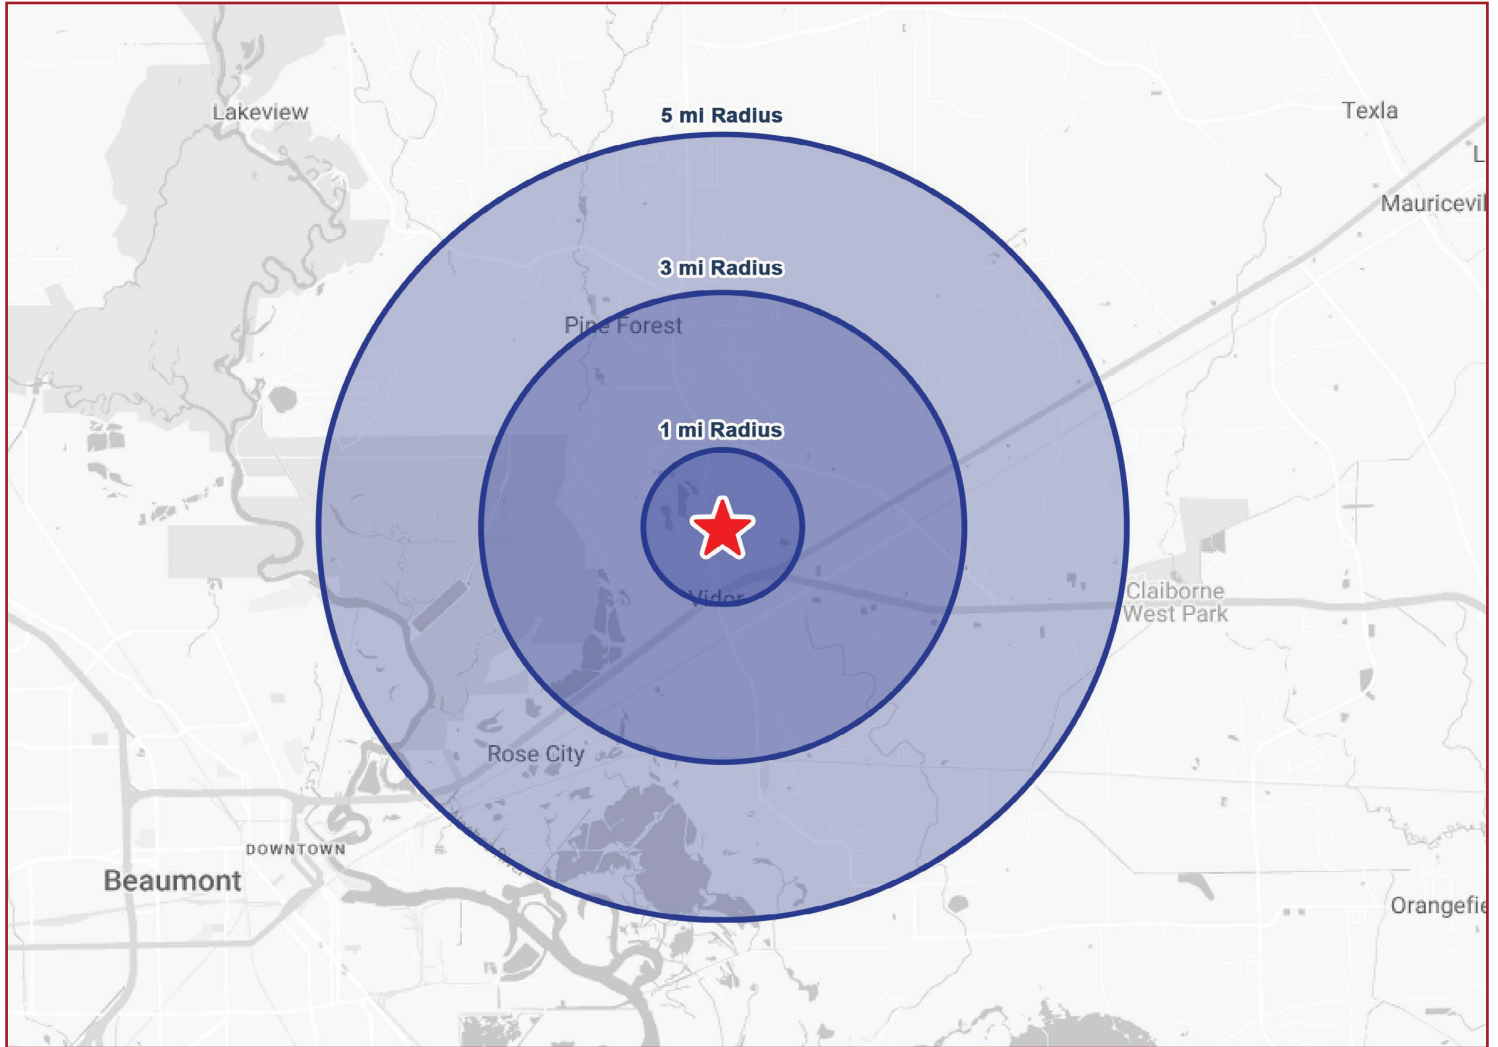 Lakeview
5 mi Radius
Texla
L
Mauricevil
3 mi Radius
Pine Forest
1 mi Radius
Vidor
Claiborne
West Park
Rose City
DOWNTOWN
Beaumont
Orangefie